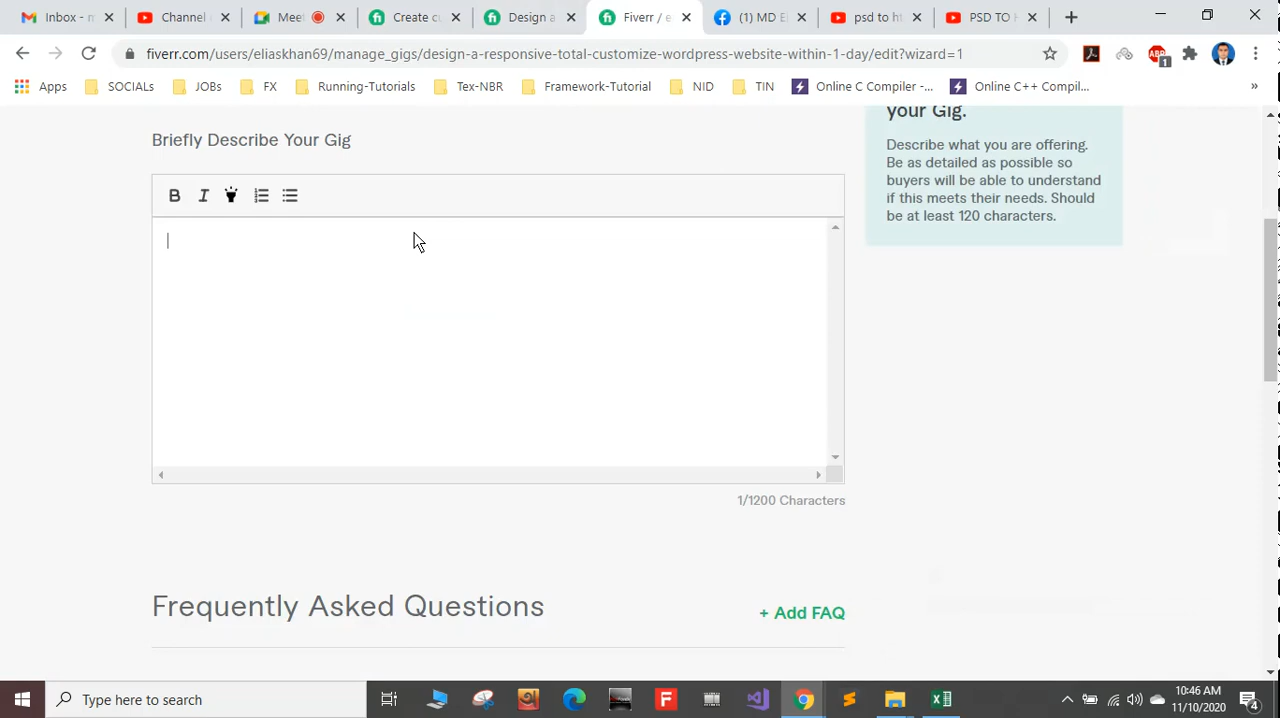 Inbox - m
Channel
Meet
Create cu
Design a
Fiverr / e
(1) MD El
psd to ht
PSD TO H
fiverr.com/users/eliaskhan69/manage_gigs/design-a-responsive-total-customize-wordpress-website-within-1-day/edit?wizard=1
ABP
1
Apps
SOCIALs
JOBs
FX
Running-Tutorials
Tex-NBR
Framework-Tutorial
NID
TIN
Online C Compiler -...
Online C++ Compil...
»
your Gig.
Briefly Describe Your Gig
Describe what you are offering.
Be as detailed as possible so
buyers will be able to understand
if this meets their needs. Should
be at least 120 characters.
B I
1/1200 Characters
Frequently Asked Questions
+ Add FAQ
Type here to search
10:46 AM
11/10/2020
4